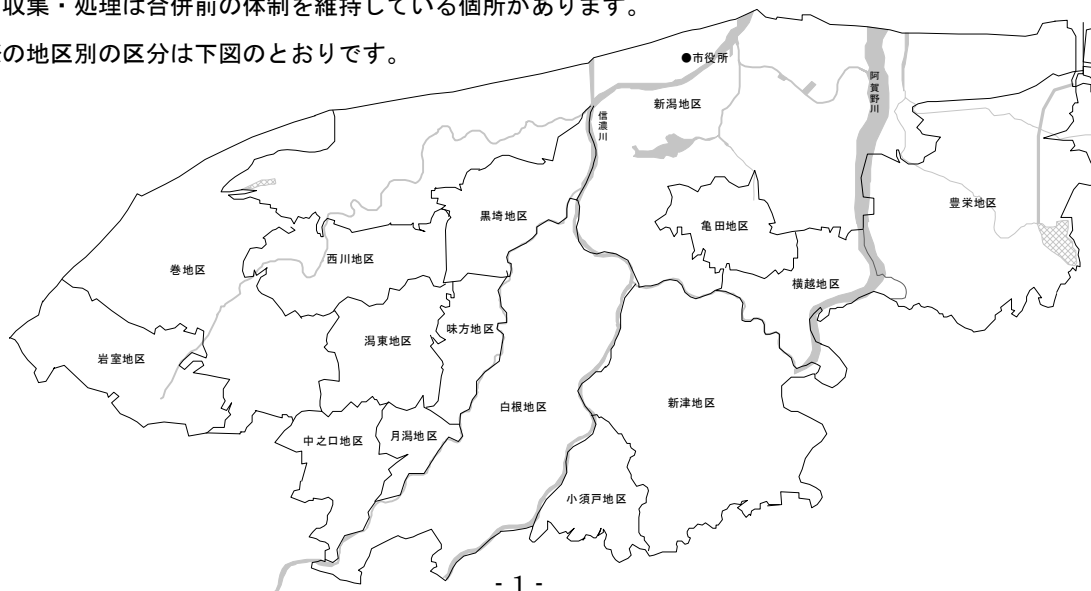 収集・処理は合併前の体制を維持している個所があります。
の地区別の区分は下図のとおりです。
●市役所
新潟地区
信濃川
阿賀野川
豊栄地区
黒埼地区
亀田地区
西川地区
巻地区
横越地区
味方地区
潟東地区
岩室地区
白根地区
新津地区
中之口地区
月潟地区
小須戸地区
- 1 -